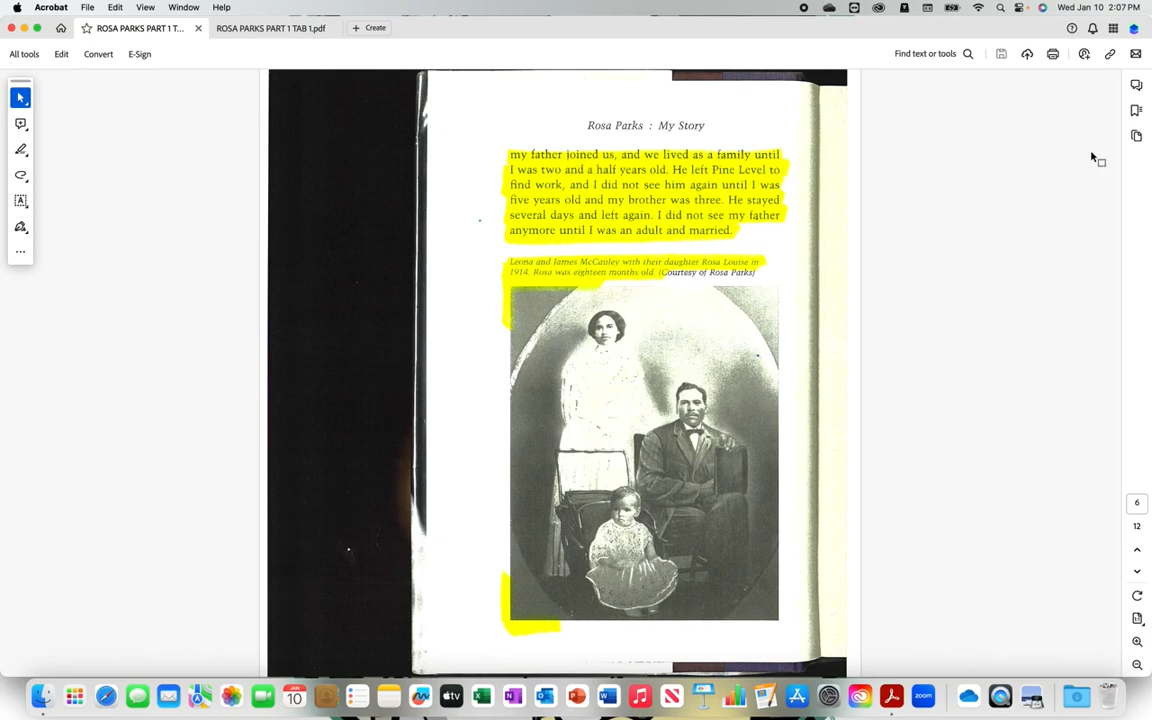 Acrobat File Edit View Window Help
Wed Jan 10 2:07 PM
ROSA PARKS PART 1 T...
ROSA PARKS PART 1 TAB 1.pdf
+ Create
All tools Edit Convert E-Sign
Find text or tools
Rosa Parks : My Story
my father joined us, and we lived as a family until
I was two and a half years old. He left Pine Level to
find work, and I did not see him again until I was
five years old and my brother was three. He stayed
several days and left again. I did not see my father
anymore until I was an adult and married.
Leona and James McCauley with their daughter Rosa Louise in
1914. Rosa was eighteen months old. (Courtesy of Rosa Parks)
6
12
JAN
10
tv
zoom